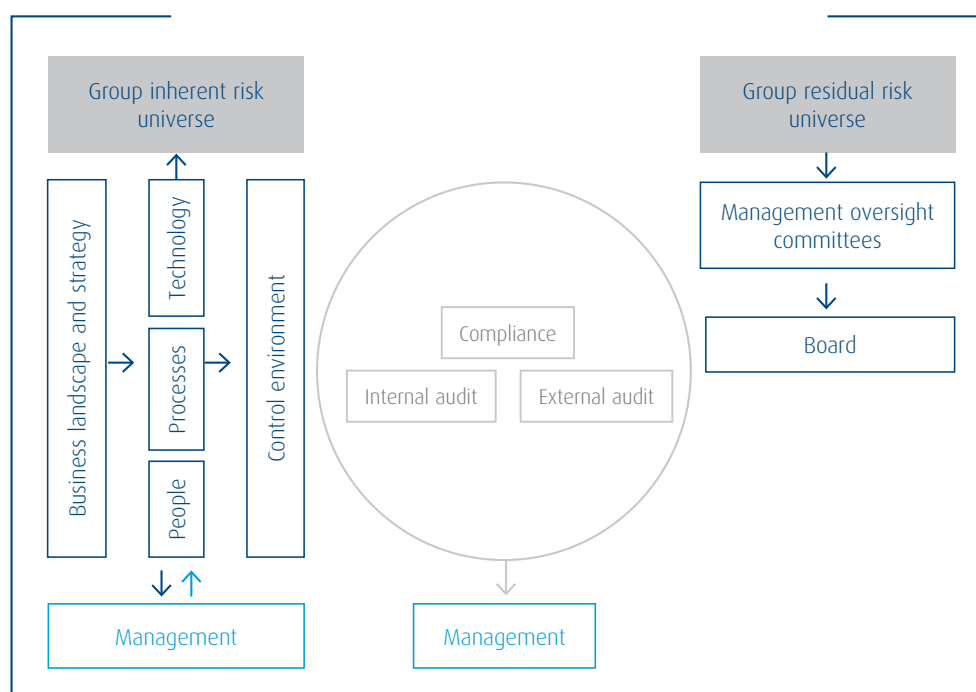 Group inherent risk
universe
Business landscape and strategy
Technology
Processes
People
Control environment
Management
Compliance
Internal audit
External audit
Management
Group residual risk
universe
Management oversight
committees
Board